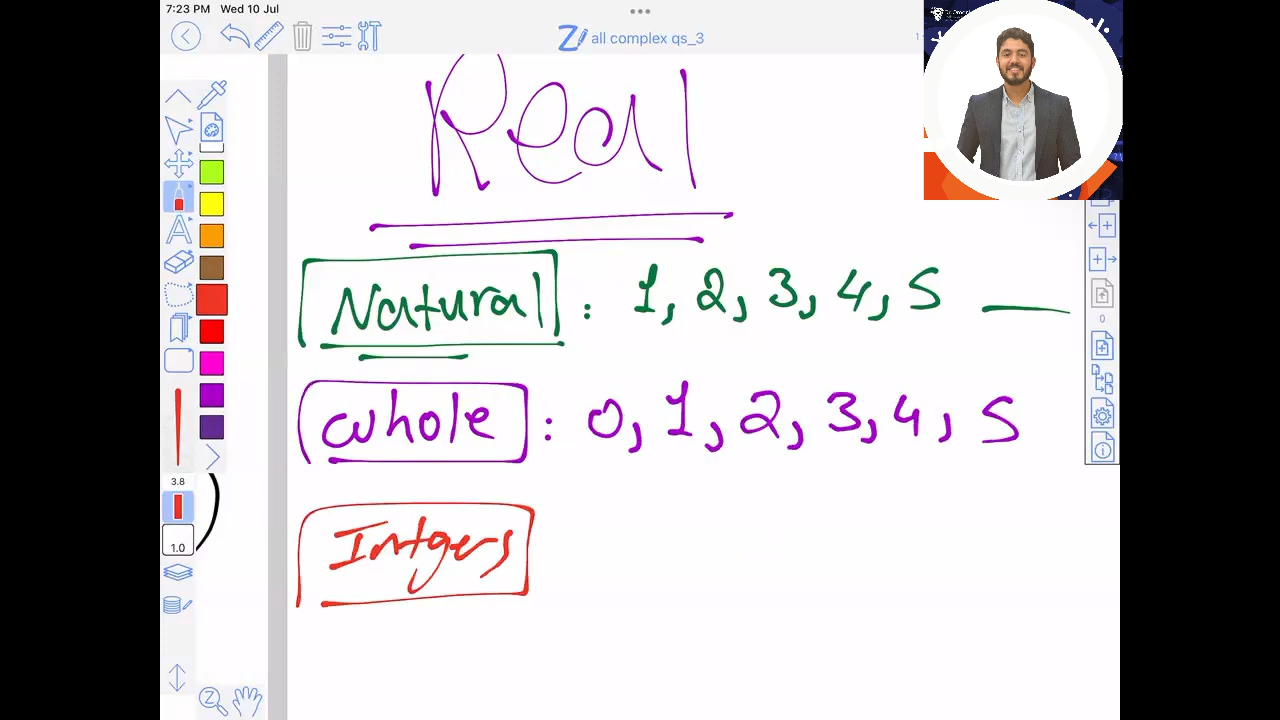 7:23 PM Wed 10 Jul
all complex qs_3
Real
Natural : 1, 2, 3, 4, 5
whole : 0, 1, 2, 3, 4, 5
Intgers
3.8
1.0
0